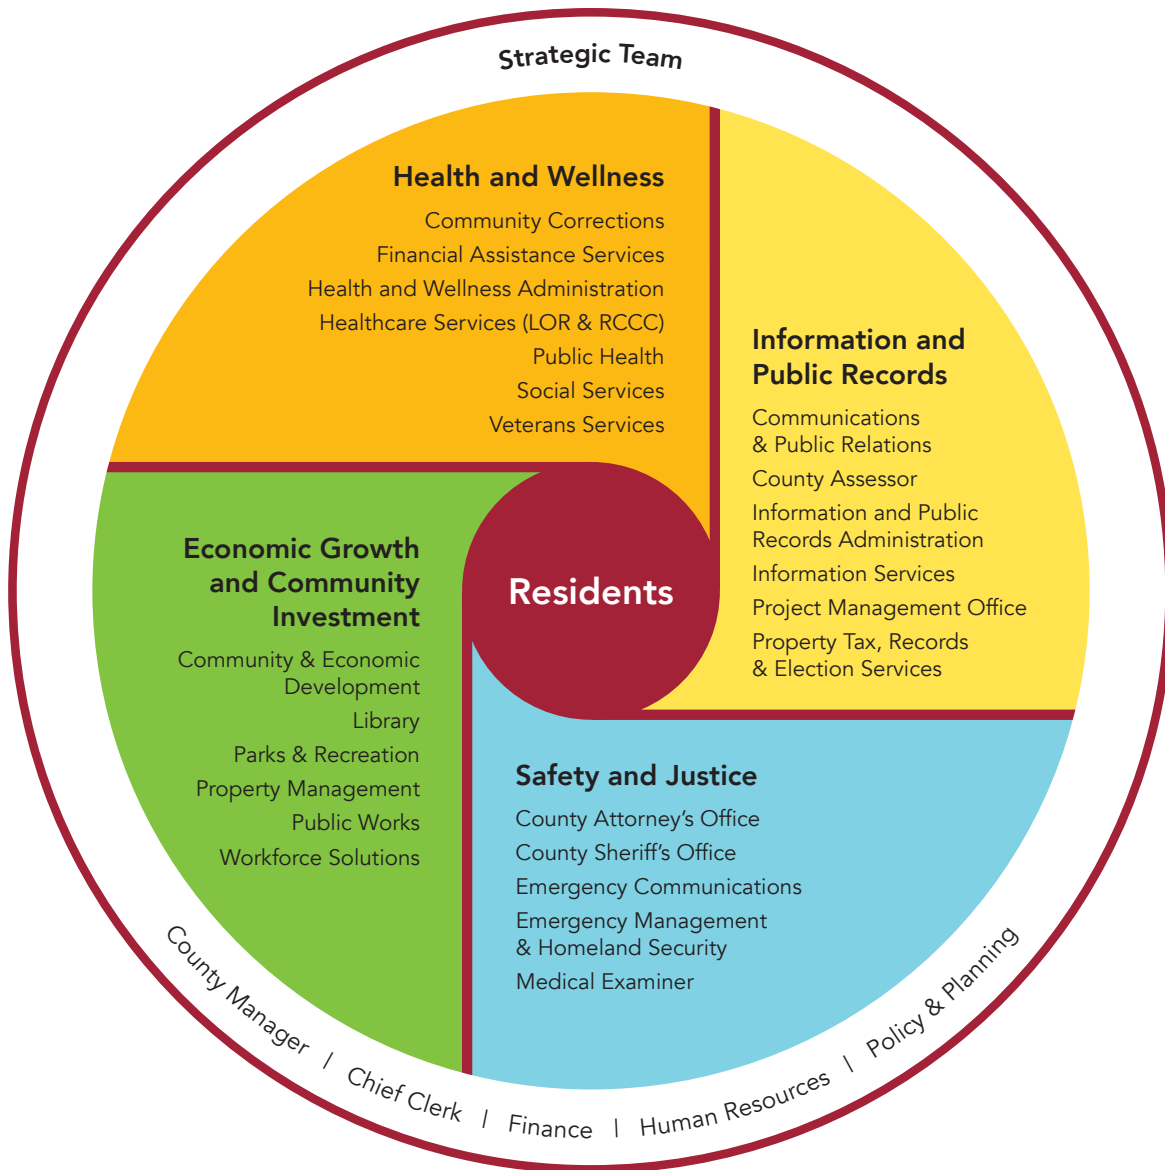 Strategic Team
Health and Wellness
Community Corrections
Financial Assistance Services
Health and Wellness Administration
Healthcare Services (LOR & RCCC)
Public Health
Social Services
Veterans Services
Information and
Public Records
Communications
& Public Relations
County Assessor
Information and Public
Records Administration
Information Services
Project Management Office
Property Tax, Records
& Election Services
Residents
Economic Growth
and Community
Investment
Community & Economic
Development
Library
Parks & Recreation
Property Management
Public Works
Workforce Solutions
Safety and Justice
County Attorney’s Office
County Sheriff’s Office
Emergency Communications
Emergency Management
& Homeland Security
Medical Examiner
County Manager | Chief Clerk | Finance | Human Resources | Policy & Planning